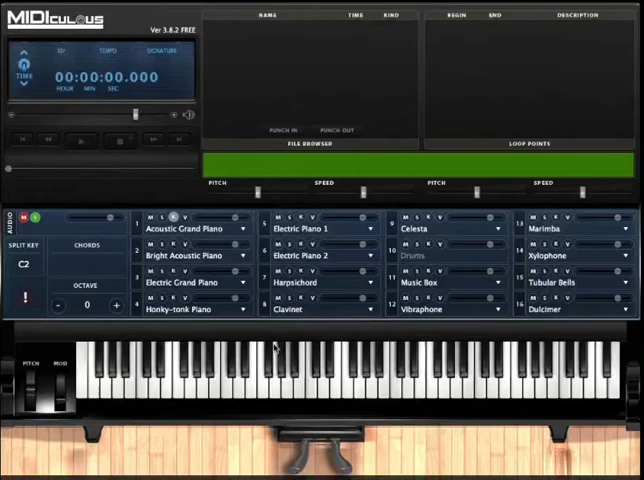 MIDIculous
Ver 3.8.2 FREE
NAME TIME KIND
BEGIN END DESCRIPTION
KEY TEMPO SIGNATURE
TIME
00:00:00.000
HOUR MIN SEC
PUNCH IN PUNCH OUT
FILE BROWSER
LOOP POINTS
PITCH SPEED
PITCH SPEED
AUDIO
M S
SPLIT KEY
C2
!
CHORDS
OCTAVE
- 0 +
1 M S K V
Acoustic Grand Piano
2 M S K V
Bright Acoustic Piano
3 M S K V
Electric Grand Piano
4 M S K V
Honky-tonk Piano
5 M S K V
Electric Piano 1
6 M S K V
Electric Piano 2
7 M S K V
Harpsichord
8 M S K V
Clavinet
9 M S K V
Celesta
10 M S K V
Drums
11 M S K V
Music Box
12 M S K V
Vibraphone
13 M S K V
Marimba
14 M S K V
Xylophone
15 M S K V
Tubular Bells
16 M S K V
Dulcimer
PITCH MOD